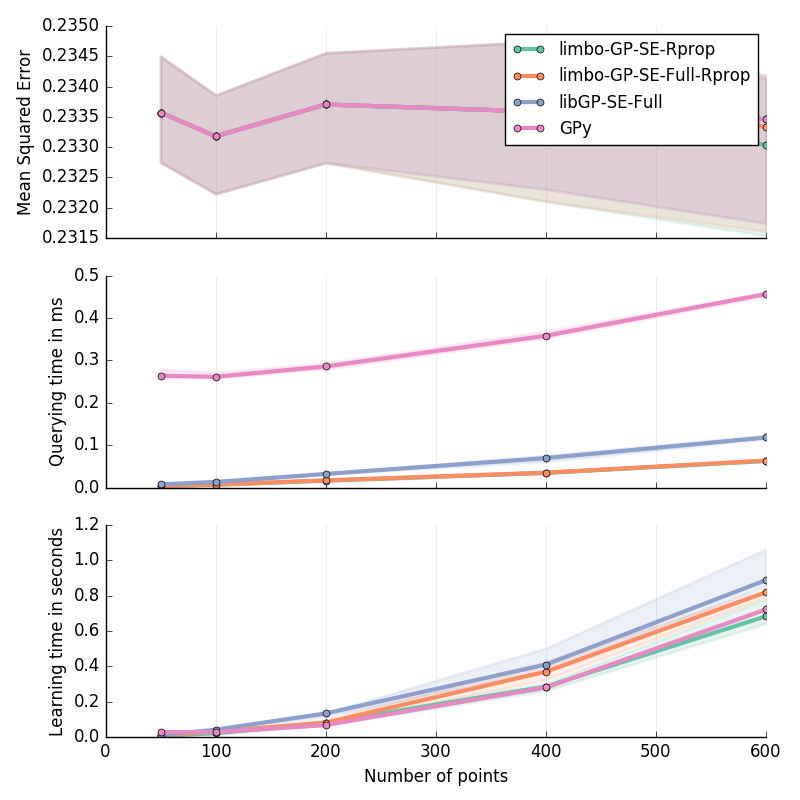 0.2350
0.2345
0.2340
0.2335
0.2330
0.2325
0.2320
0.2315
Mean Squared Error
limbo-GP-SE-Rprop
limbo-GP-SE-Full-Rprop
libGP-SE-Full
GPy
0.5
0.4
0.3
0.2
0.1
0.0
Querying time in ms
1.2
1.0
0.8
0.6
0.4
0.2
0.0
Learning time in seconds
0 100 200 300 400 500 600
Number of points